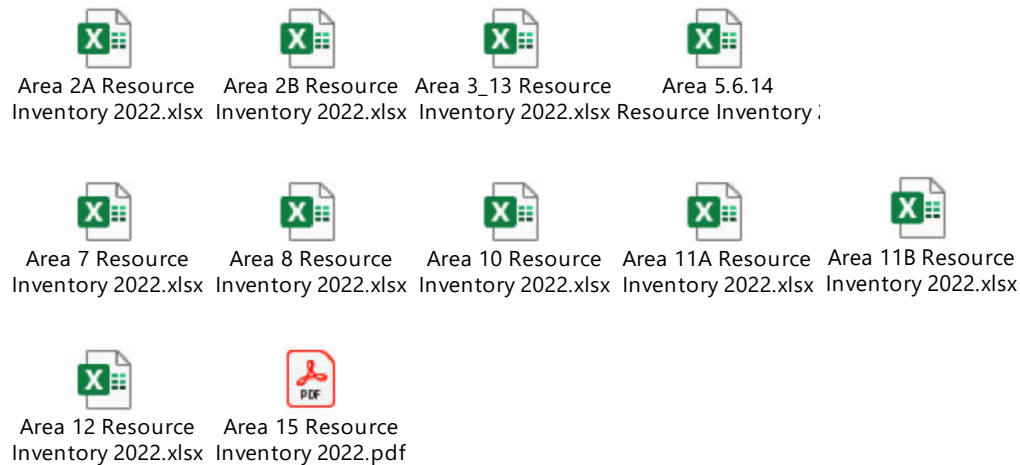 Area 2A Resource
Inventory 2022.xlsx
Area 2B Resource
Inventory 2022.xlsx
Area 3_13 Resource
Inventory 2022.xlsx
Area 5.6.14
Resource Inventory
Area 7 Resource
Inventory 2022.xlsx
Area 8 Resource
Inventory 2022.xlsx
Area 10 Resource
Inventory 2022.xlsx
Area 11A Resource
Inventory 2022.xlsx
Area 11B Resource
Inventory 2022.xlsx
Area 12 Resource
Inventory 2022.xlsx
PDF
Area 15 Resource
Inventory 2022.pdf